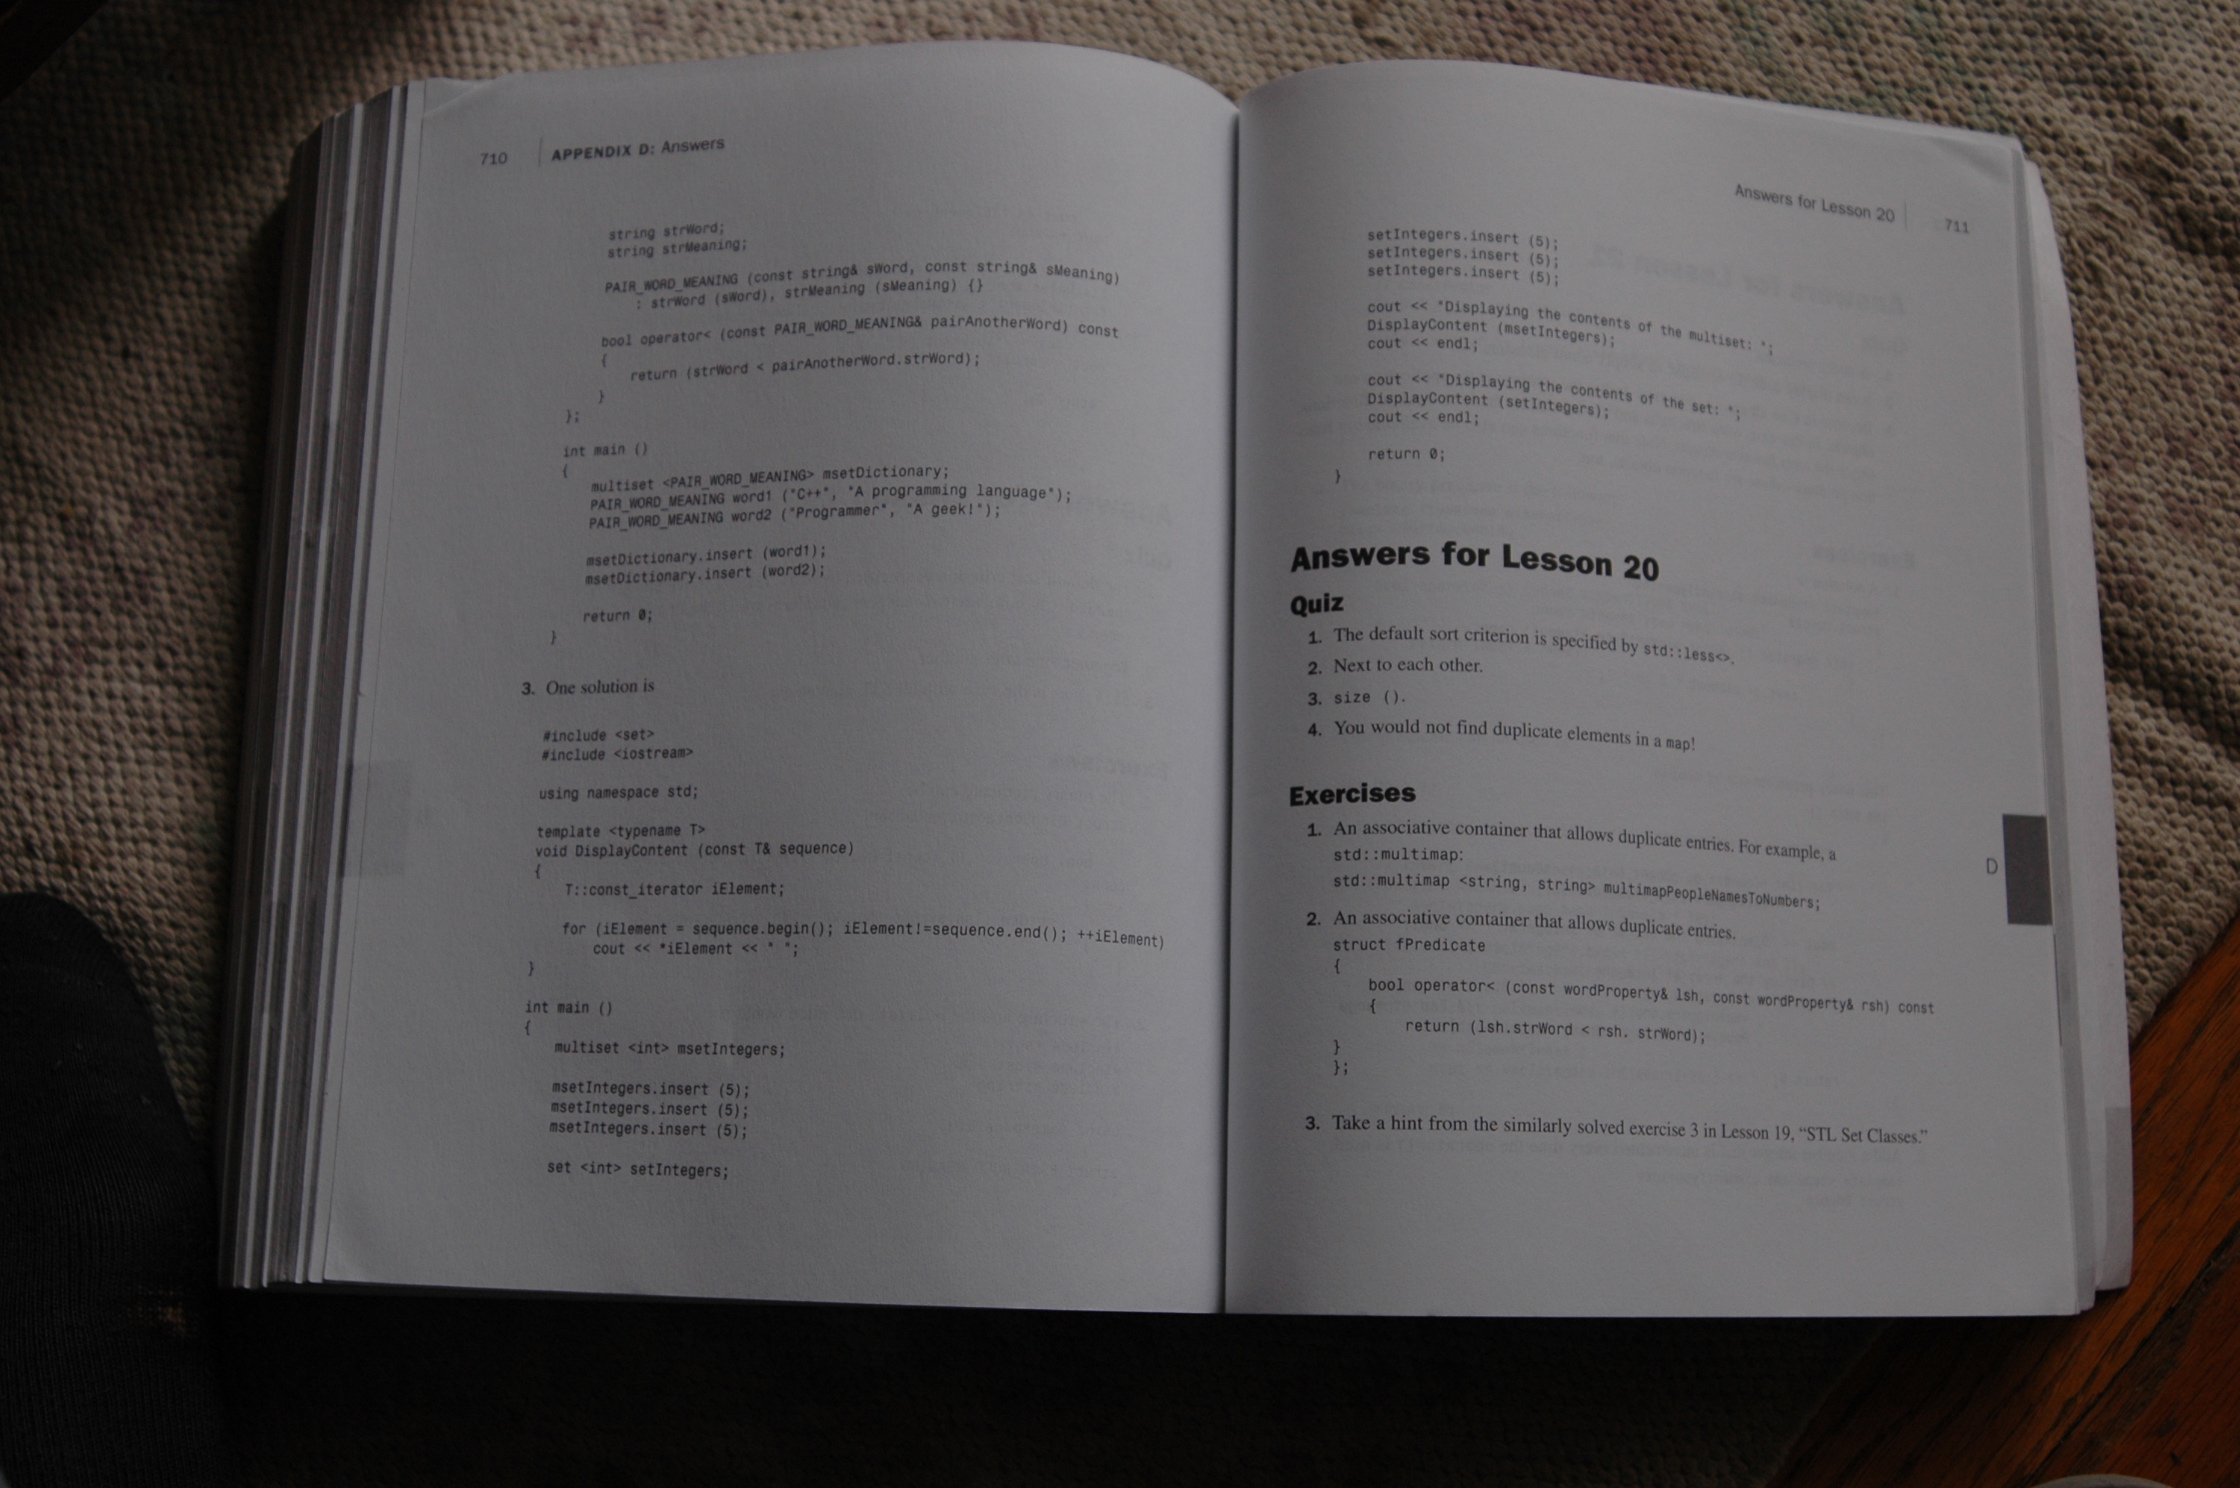 710 | APPENDIX D: Answers
string strWord;
string strMeaning;
PAIR_WORD_MEANING (const string& sWord, const string& sMeaning)
: strWord (sWord), strMeaning (sMeaning) {}
bool operator< (const PAIR_WORD_MEANING& pairAnotherWord) const
{
return (strWord < pairAnotherWord.strWord);
}
};
int main ()
{
multiset <PAIR_WORD_MEANING> msetDictionary;
PAIR_WORD_MEANING word1 ("C++", "A programming language");
PAIR_WORD_MEANING word2 ("Programmer", "A geek!");
msetDictionary.insert (word1);
msetDictionary.insert (word2);
return 0;
}
3. One solution is
#include <set>
#include <iostream>
using namespace std;
template <typename T>
void DisplayContent (const T& sequence)
{
T::const_iterator iElement;
for (iElement = sequence.begin(); iElement!=sequence.end(); ++iElement)
cout << *iElement << " ";
}
int main ()
{
multiset <int> msetIntegers;
msetIntegers.insert (5);
msetIntegers.insert (5);
msetIntegers.insert (5);
set <int> setIntegers;
Answers for Lesson 20 | 711
setIntegers.insert (5);
setIntegers.insert (5);
setIntegers.insert (5);
cout << "Displaying the contents of the multiset: ";
DisplayContent (msetIntegers);
cout << endl;
cout << "Displaying the contents of the set: ";
DisplayContent (setIntegers);
cout << endl;
return 0;
}
Answers for Lesson 20
Quiz
1. The default sort criterion is specified by std::less<>.
2. Next to each other.
3. size ().
4. You would not find duplicate elements in a map!
Exercises
1. An associative container that allows duplicate entries. For example, a
std::multimap:
std::multimap <string, string> multimapPeopleNamesToNumbers;
2. An associative container that allows duplicate entries.
struct fPredicate
{
bool operator< (const wordProperty& lsh, const wordProperty& rsh) const
{
return (lsh.strWord < rsh. strWord);
}
};
3. Take a hint from the similarly solved exercise 3 in Lesson 19, “STL Set Classes.”
D